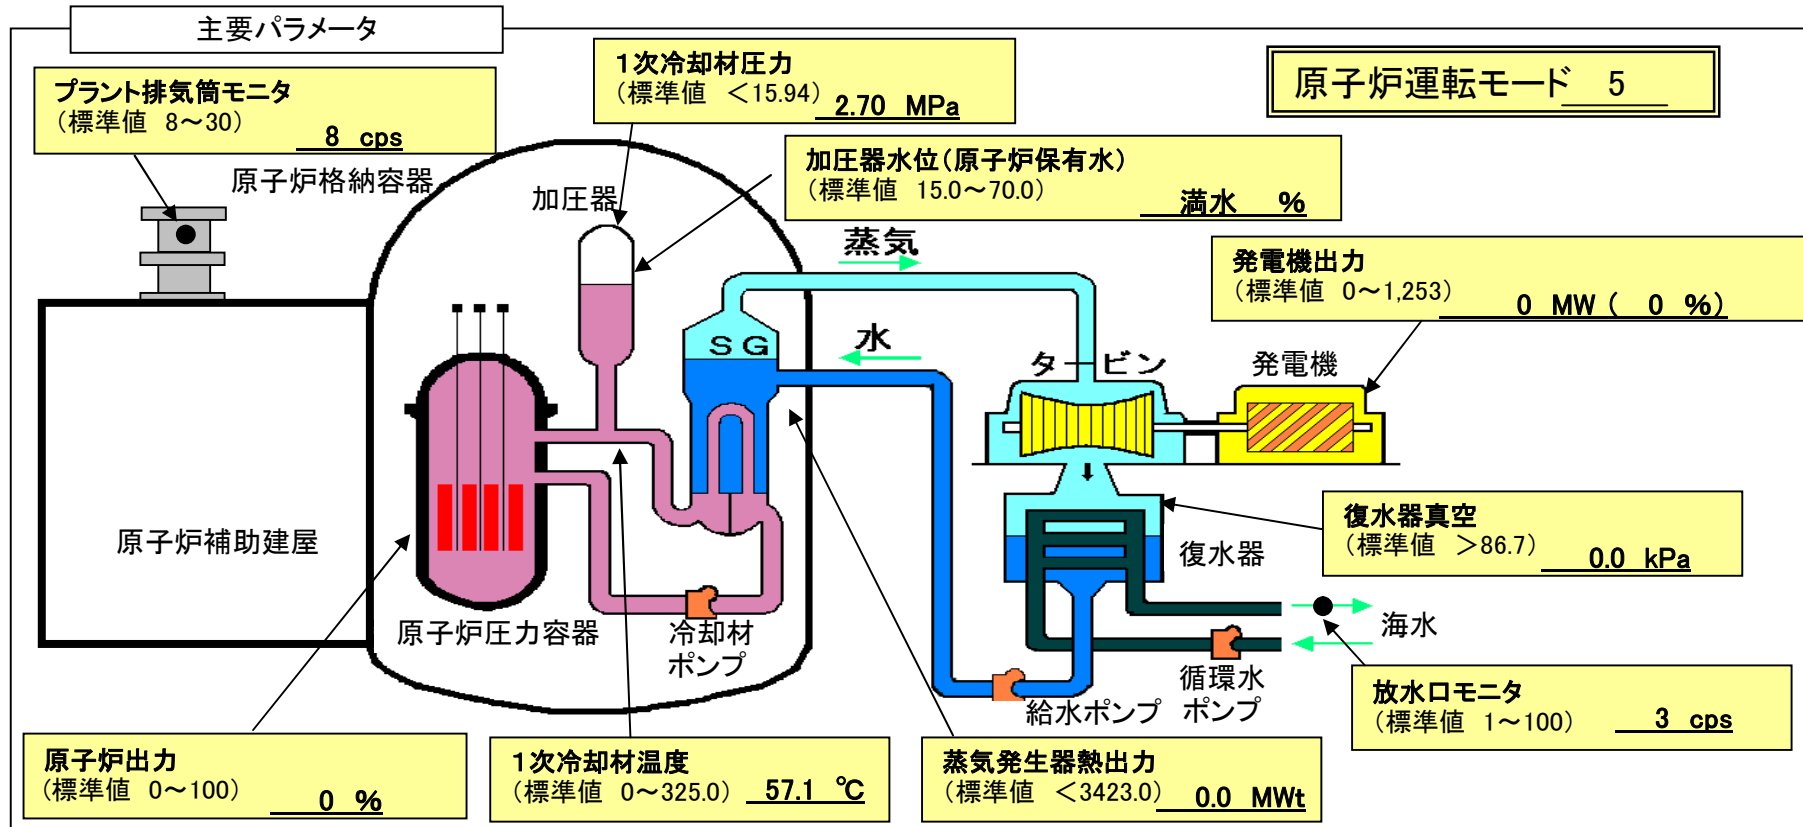 主要パラメータ
プラント排気筒モニタ
(標準値 8～30)
8 cps
1次冷却材圧力
(標準値 ＜15.94)
2.70 MPa
原子炉運転モード 5
加圧器水位(原子炉保有水)
(標準値 15.0～70.0)
満水 %
原子炉格納容器
加圧器
蒸気
発電機出力
(標準値 0～1,253)
0 MW ( 0 %)
SG
水
タービン
発電機
原子炉補助建屋
復水器真空
(標準値 ＞86.7)
0.0 kPa
復水器
原子炉圧力容器
冷却材
ポンプ
海水
循環水
ポンプ
給水ポンプ
放水口モニタ
(標準値 1～100)
3 cps
原子炉出力
(標準値 0～100)
0 %
1次冷却材温度
(標準値 0～325.0)
57.1 ℃
蒸気発生器熱出力
(標準値 ＜3423.0)
0.0 MWt